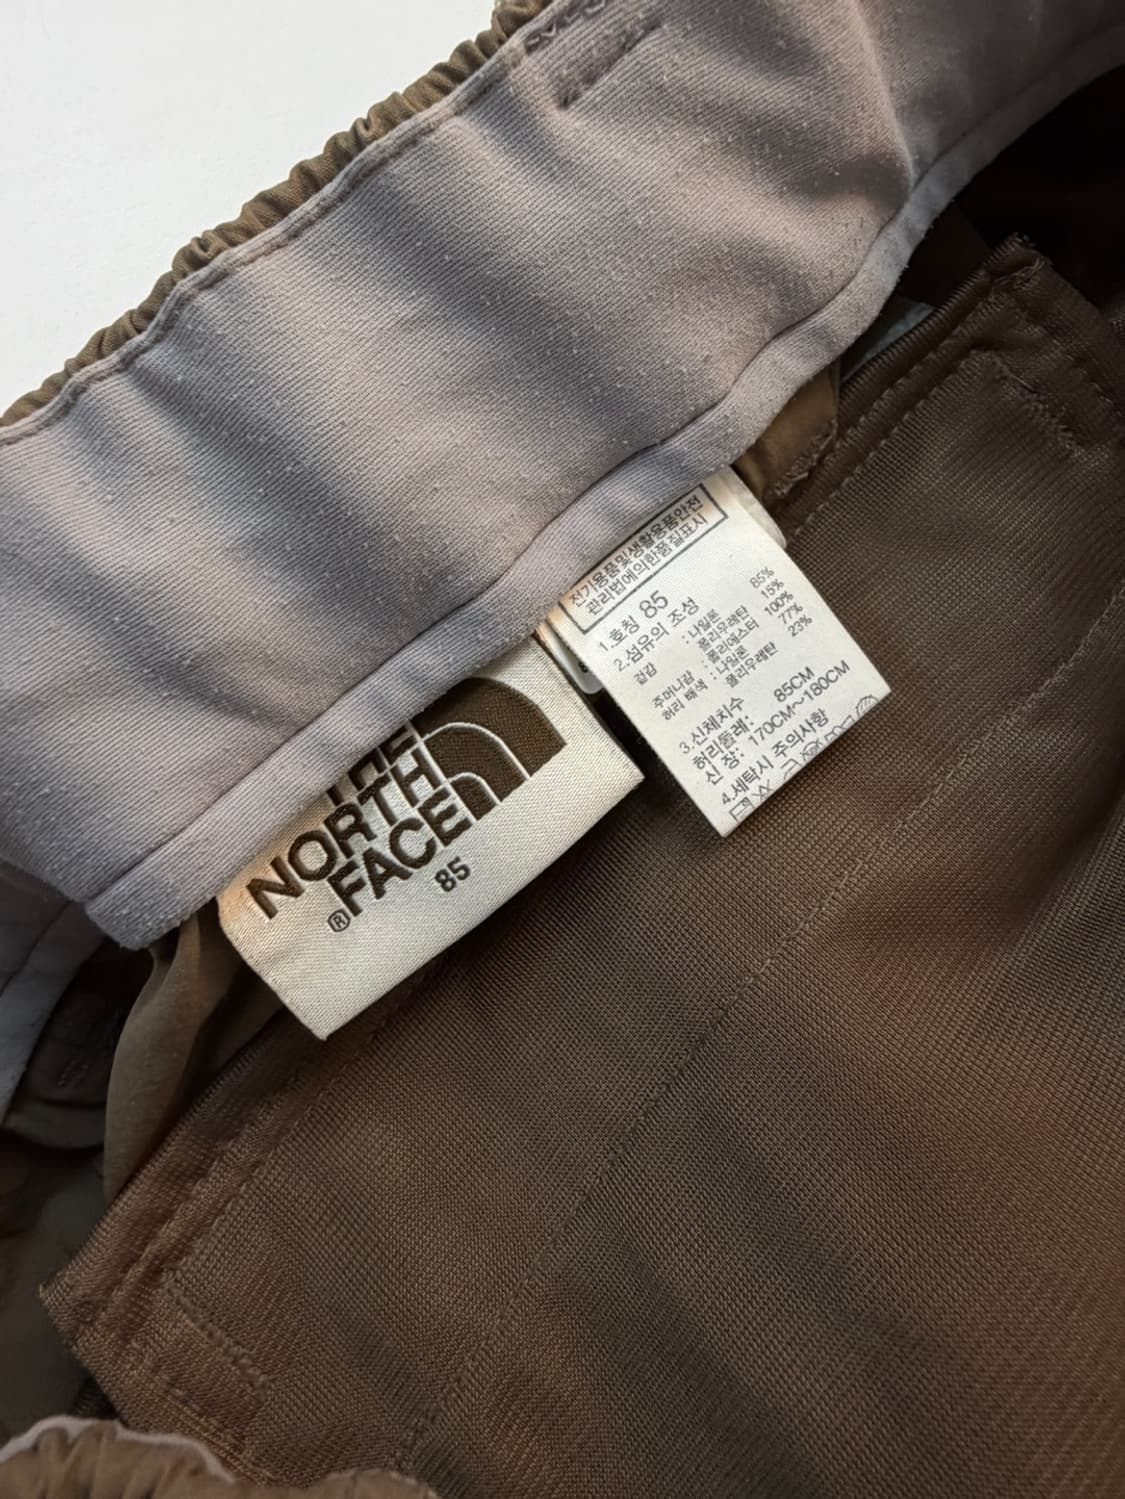 THE
NORTH
FACE
®
85
전기용품및생활용품안전
관리법에의한품질표시
1.호칭 85
2.섬유의 조성
겉감 : 나일론 85%
폴리우레탄 15%
주머니감 : 폴리에스터 100%
허리 배색 : 나일론 77%
폴리우레탄 23%
3.신체치수
허리둘레: 85CM
신 장: 170CM~180CM
4.세탁시 주의사항